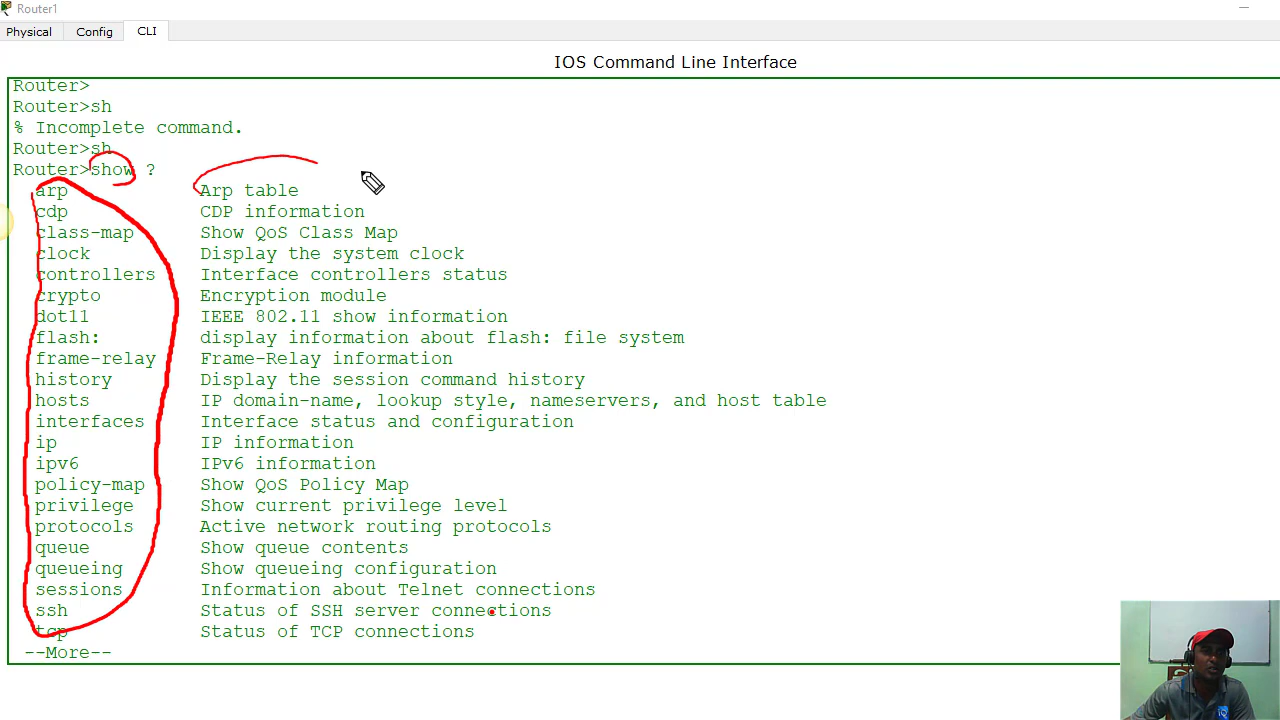 Router1
Physical Config CLI
IOS Command Line Interface
Router>
Router>sh
% Incomplete command.
Router>sh
Router>show ?
arp Arp table
cdp CDP information
class-map Show QoS Class Map
clock Display the system clock
controllers Interface controllers status
crypto Encryption module
dot11 IEEE 802.11 show information
flash: display information about flash: file system
frame-relay Frame-Relay information
history Display the session command history
hosts IP domain-name, lookup style, nameservers, and host table
interfaces Interface status and configuration
ip IP information
ipv6 IPv6 information
policy-map Show QoS Policy Map
privilege Show current privilege level
protocols Active network routing protocols
queue Show queue contents
queueing Show queueing configuration
sessions Information about Telnet connections
ssh Status of SSH server connections
tcp Status of TCP connections
--More--